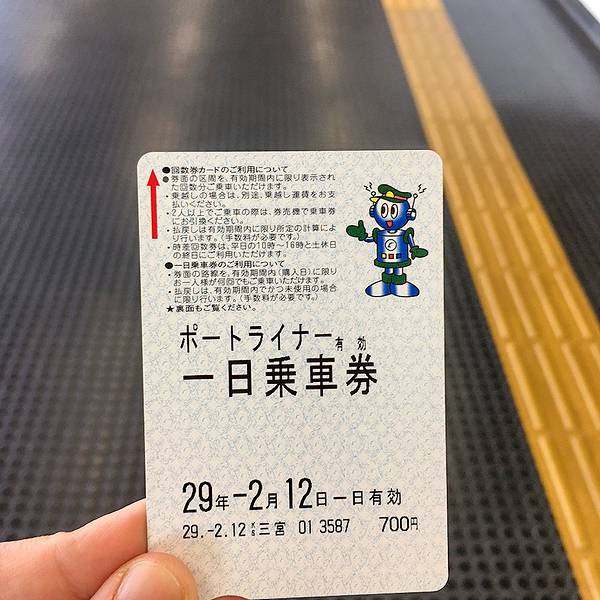 ●回数券カードのご利用について
●券面の区間を、有効期間内に限り表示され
た回数分ご乗車いただけます。
・乗越しの場合は、別途、乗越し運賃をお支
払いください。
・2人以上でご乗車の際は、券売機で乗車券
にお引換ください。
・払戻しは有効期間内に限り所定の計算によ
り行います。（手数料が必要です。）
・時差回数券は、平日の10時～16時と土休日
の終日にご利用いただけます。
●一日乗車券のご利用について
・券面の路線を、有効期間内（購入日）に限り
お一人様が何回でもご乗車いただけます。
・払戻しは、有効期間内でかつ未使用の場合
に限り行います。（手数料が必要です。）
★裏面もご覧ください。
ポートライナー有効
一日乗車券
29年-2月12日一日有効
29.-2.12 三宮 01 3587 700円